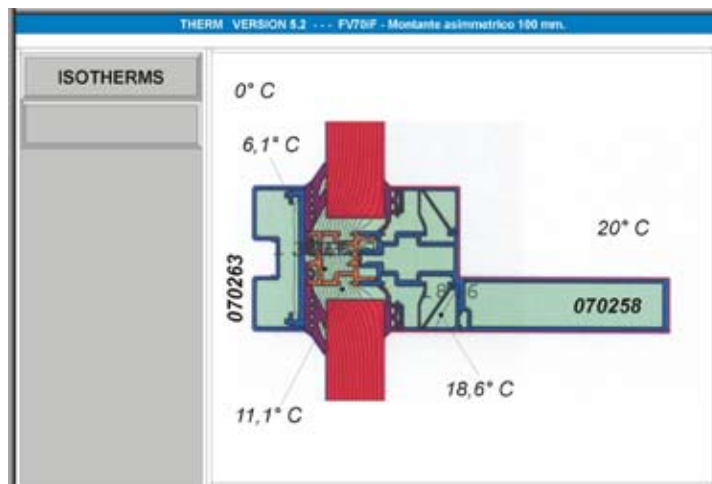 THERM VERSION 5.2 - - - FV70iF - Montante asimmetrico 100 mm.
ISOTHERMS
0° C
6,1° C
20° C
070263
070258
18,6° C
11,1° C